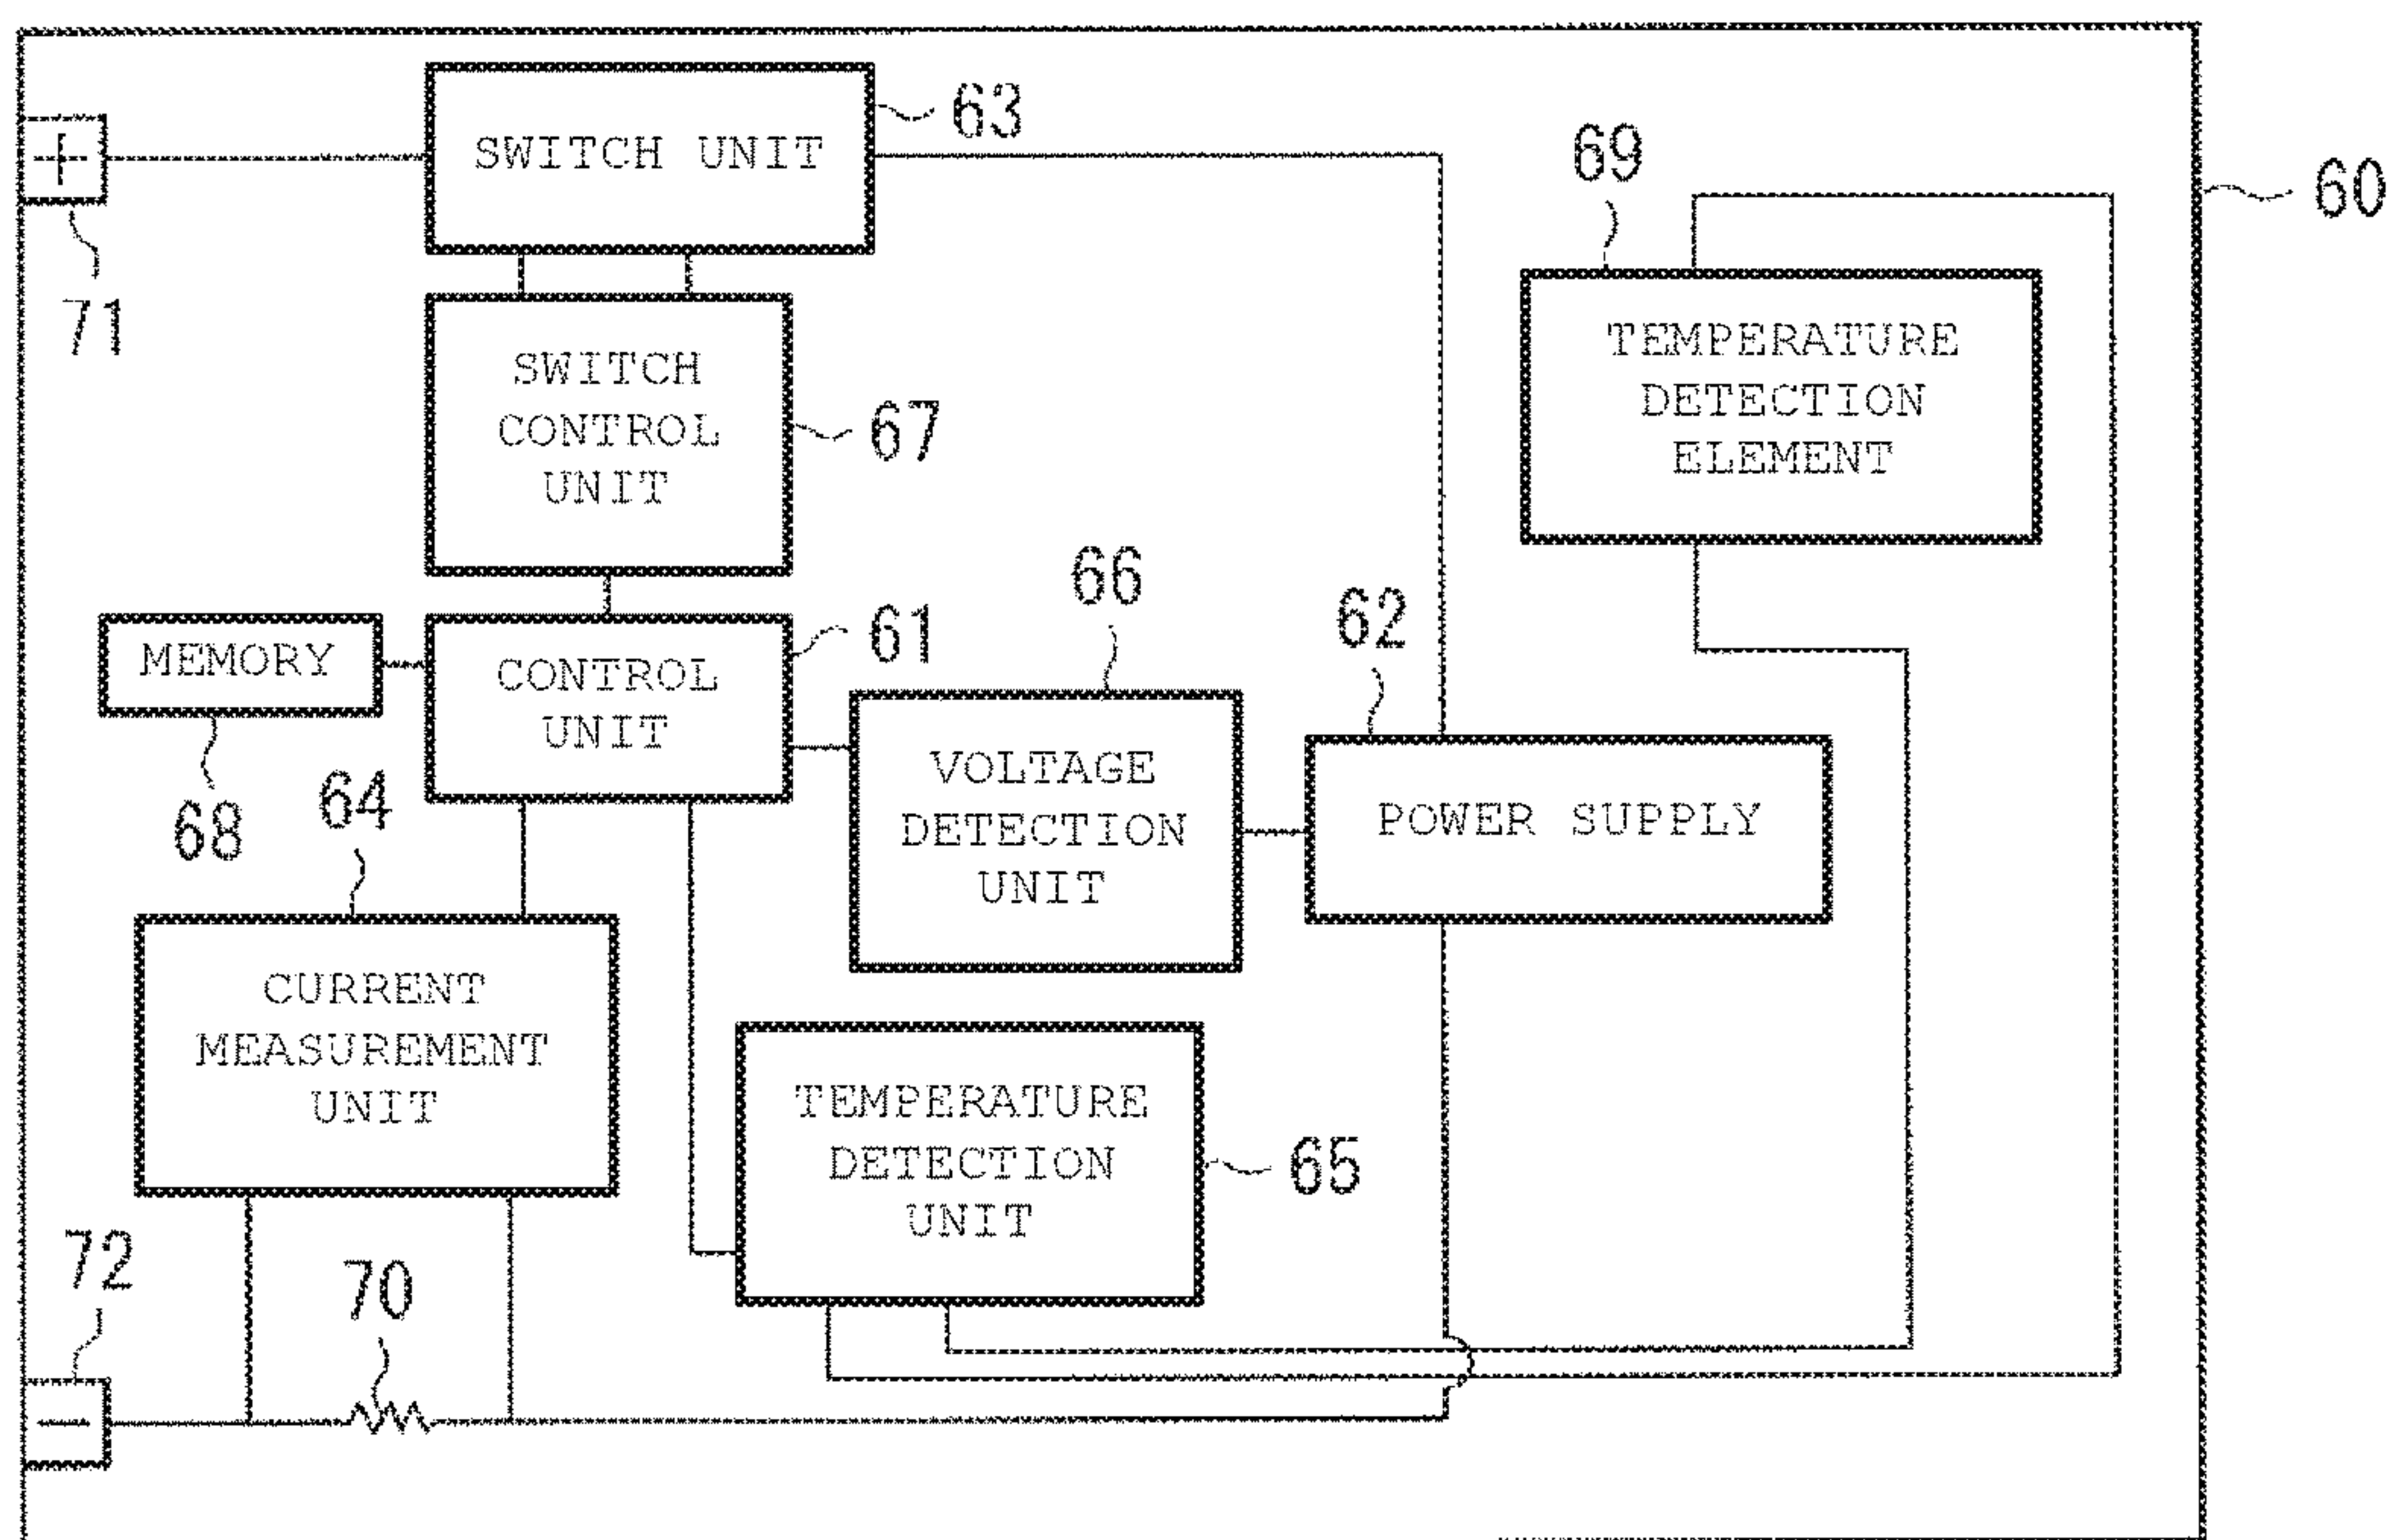 SWITCH UNIT
63
69
60
+
71
SWITCH
CONTROL
UNIT
67
TEMPERATURE
DETECTION
ELEMENT
66
62
61
MEMORY
68
CONTROL
UNIT
64
VOLTAGE
DETECTION
UNIT
POWER SUPPLY
CURRENT
MEASUREMENT
UNIT
TEMPERATURE
DETECTION
UNIT
65
72
70
−